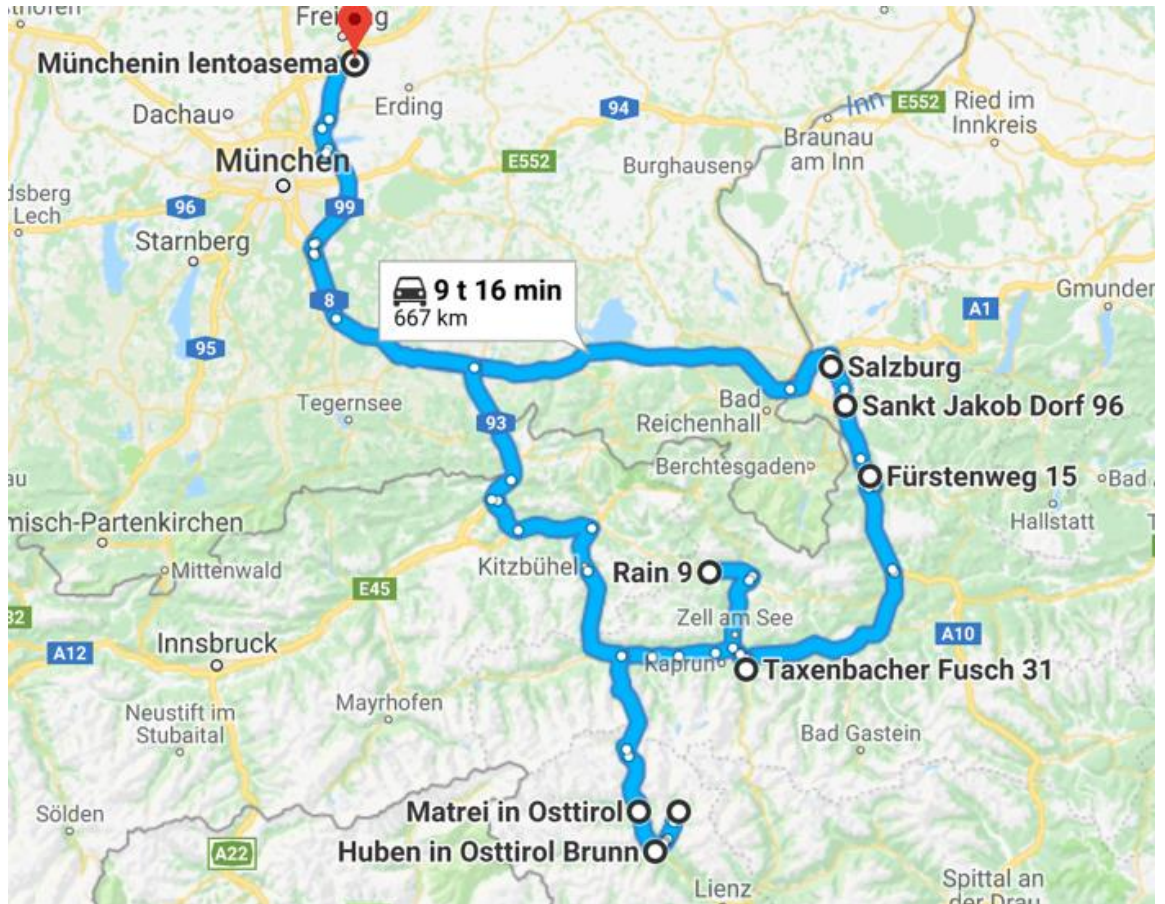 Frei g
Münchenin lentoasema
Erding
94
Inn
E552
Ried im
Innkreis
Dachau
Braunau
am Inn
München
E552
Burghausen
dsberg
Lech
96
99
Starnberg
9 t 16 min
667 km
8
Gmunden
A1
95
Salzburg
Tegernsee
Bad
Reichenhall
Sankt Jakob Dorf 96
93
Berchtesgaden
Fürstenweg 15
Bad
au
Hallstatt
misch-Partenkirchen
Mittenwald
Kitzbühel
Rain 9
E45
Zell am See
Innsbruck
A12
A10
Kaprun
Taxenbacher Fusch 31
Mayrhofen
Neustift im
Stubaital
Bad Gastein
Sölden
Matrei in Osttirol
Huben in Osttirol Brunn
A22
Lienz
Spittal an
der Drau